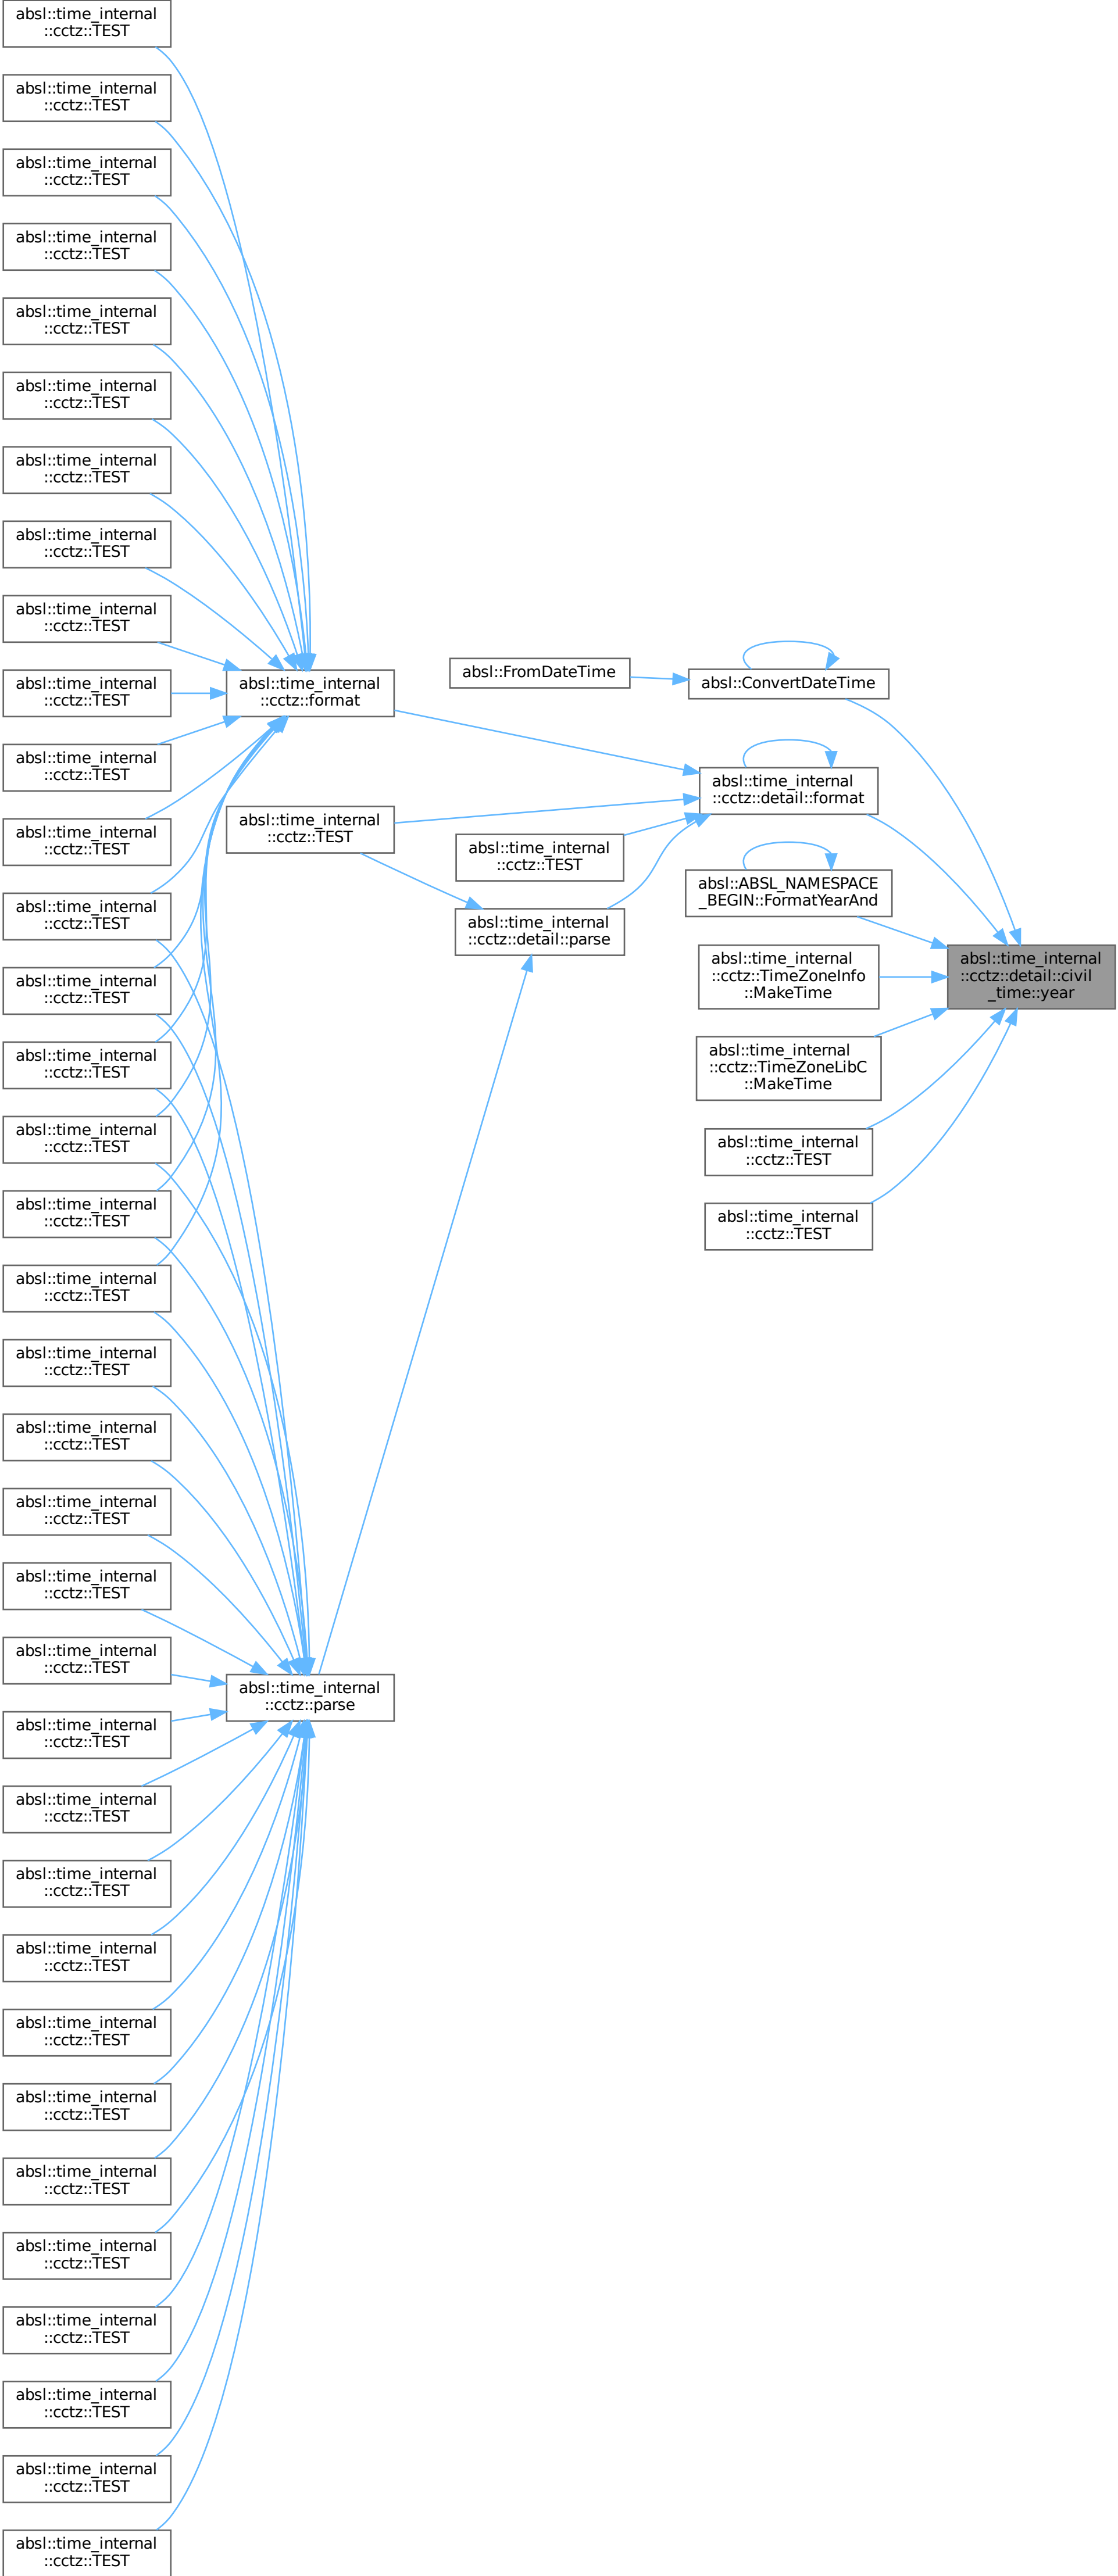 absl::time_internal
::cctz::TEST
absl::time_internal
::cctz::TEST
absl::time_internal
::cctz::TEST
absl::time_internal
::cctz::TEST
absl::time_internal
::cctz::TEST
absl::time_internal
::cctz::TEST
absl::time_internal
::cctz::TEST
absl::time_internal
::cctz::TEST
absl::time_internal
::cctz::TEST
absl::time_internal
::cctz::TEST
absl::time_internal
::cctz::TEST
absl::time_internal
::cctz::TEST
absl::time_internal
::cctz::TEST
absl::time_internal
::cctz::TEST
absl::time_internal
::cctz::TEST
absl::time_internal
::cctz::TEST
absl::time_internal
::cctz::TEST
absl::time_internal
::cctz::TEST
absl::time_internal
::cctz::TEST
absl::time_internal
::cctz::TEST
absl::time_internal
::cctz::TEST
absl::time_internal
::cctz::TEST
absl::time_internal
::cctz::TEST
absl::time_internal
::cctz::TEST
absl::time_internal
::cctz::TEST
absl::time_internal
::cctz::TEST
absl::time_internal
::cctz::TEST
absl::time_internal
::cctz::TEST
absl::time_internal
::cctz::TEST
absl::time_internal
::cctz::TEST
absl::time_internal
::cctz::TEST
absl::time_internal
::cctz::TEST
absl::time_internal
::cctz::TEST
absl::time_internal
::cctz::TEST
absl::time_internal
::cctz::TEST
absl::time_internal
::cctz::format
absl::time_internal
::cctz::TEST
absl::time_internal
::cctz::parse
absl::FromDateTime
absl::time_internal
::cctz::TEST
absl::time_internal
::cctz::detail::parse
absl::ConvertDateTime
absl::time_internal
::cctz::detail::format
absl::ABSL_NAMESPACE
_BEGIN::FormatYearAnd
absl::time_internal
::cctz::TimeZoneInfo
::MakeTime
absl::time_internal
::cctz::TimeZoneLibC
::MakeTime
absl::time_internal
::cctz::TEST
absl::time_internal
::cctz::TEST
absl::time_internal
::cctz::detail::civil
_time::year